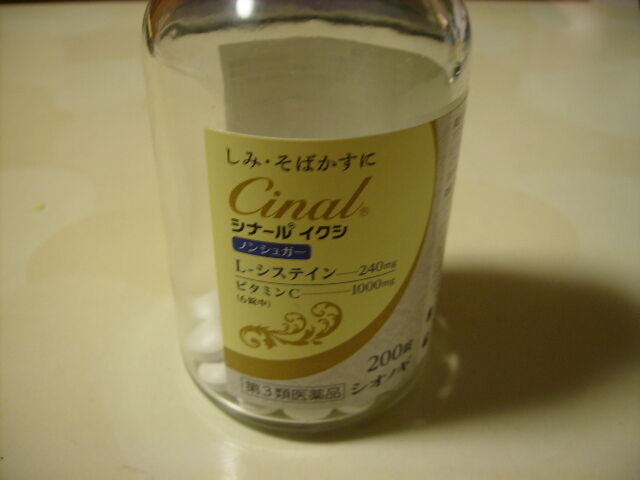 しみ・そばかすに
Cinal®
シナール®イクシ
ノンシュガー
L-システイン―240mg
ビタミンC―1000mg
(6錠中)
200錠
第3類医薬品
シオノギ